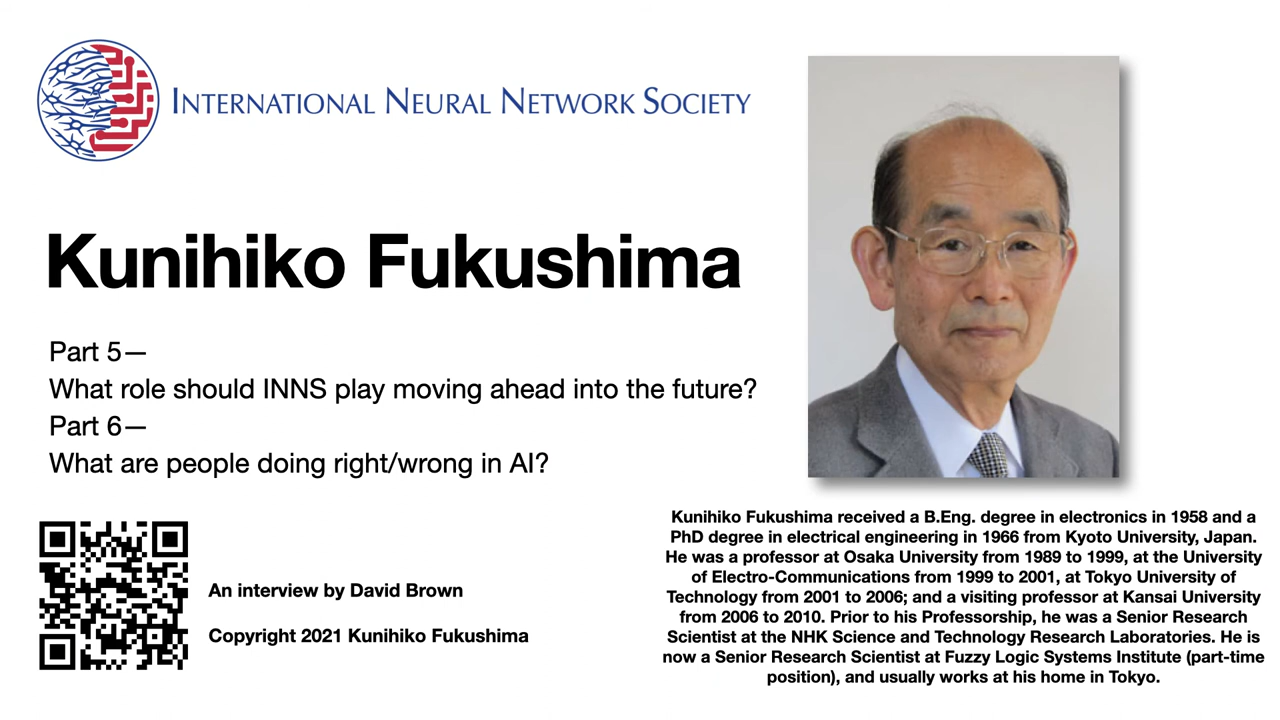 INTERNATIONAL NEURAL NETWORK SOCIETY
Kunihiko Fukushima
Part 5—
What role should INNS play moving ahead into the future?
Part 6—
What are people doing right/wrong in AI?
An interview by David Brown
Copyright 2021 Kunihiko Fukushima
Kunihiko Fukushima received a B.Eng. degree in electronics in 1958 and a
PhD degree in electrical engineering in 1966 from Kyoto University, Japan.
He was a professor at Osaka University from 1989 to 1999, at the University
of Electro-Communications from 1999 to 2001, at Tokyo University of
Technology from 2001 to 2006; and a visiting professor at Kansai University
from 2006 to 2010. Prior to his Professorship, he was a Senior Research
Scientist at the NHK Science and Technology Research Laboratories. He is
now a Senior Research Scientist at Fuzzy Logic Systems Institute (part-time
position), and usually works at his home in Tokyo.